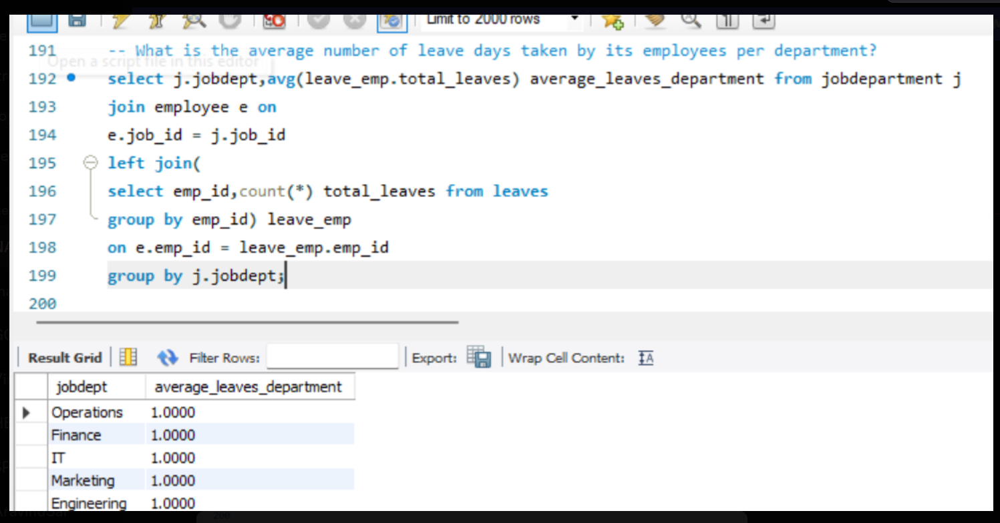 Limit to 2000 rows
191 -- What is the average number of leave days taken by its employees per department?
Open a script file in this editor
192 select j.jobdept,avg(leave_emp.total_leaves) average_leaves_department from jobdepartment j
193 join employee e on
194 e.job_id = j.job_id
195 left join(
196 select emp_id,count(*) total_leaves from leaves
197 group by emp_id) leave_emp
198 on e.emp_id = leave_emp.emp_id
199 group by j.jobdept;
200
Result Grid Filter Rows: Export: Wrap Cell Content:
jobdept average_leaves_department
Operations 1.0000
Finance 1.0000
IT 1.0000
Marketing 1.0000
Engineering 1.0000
200